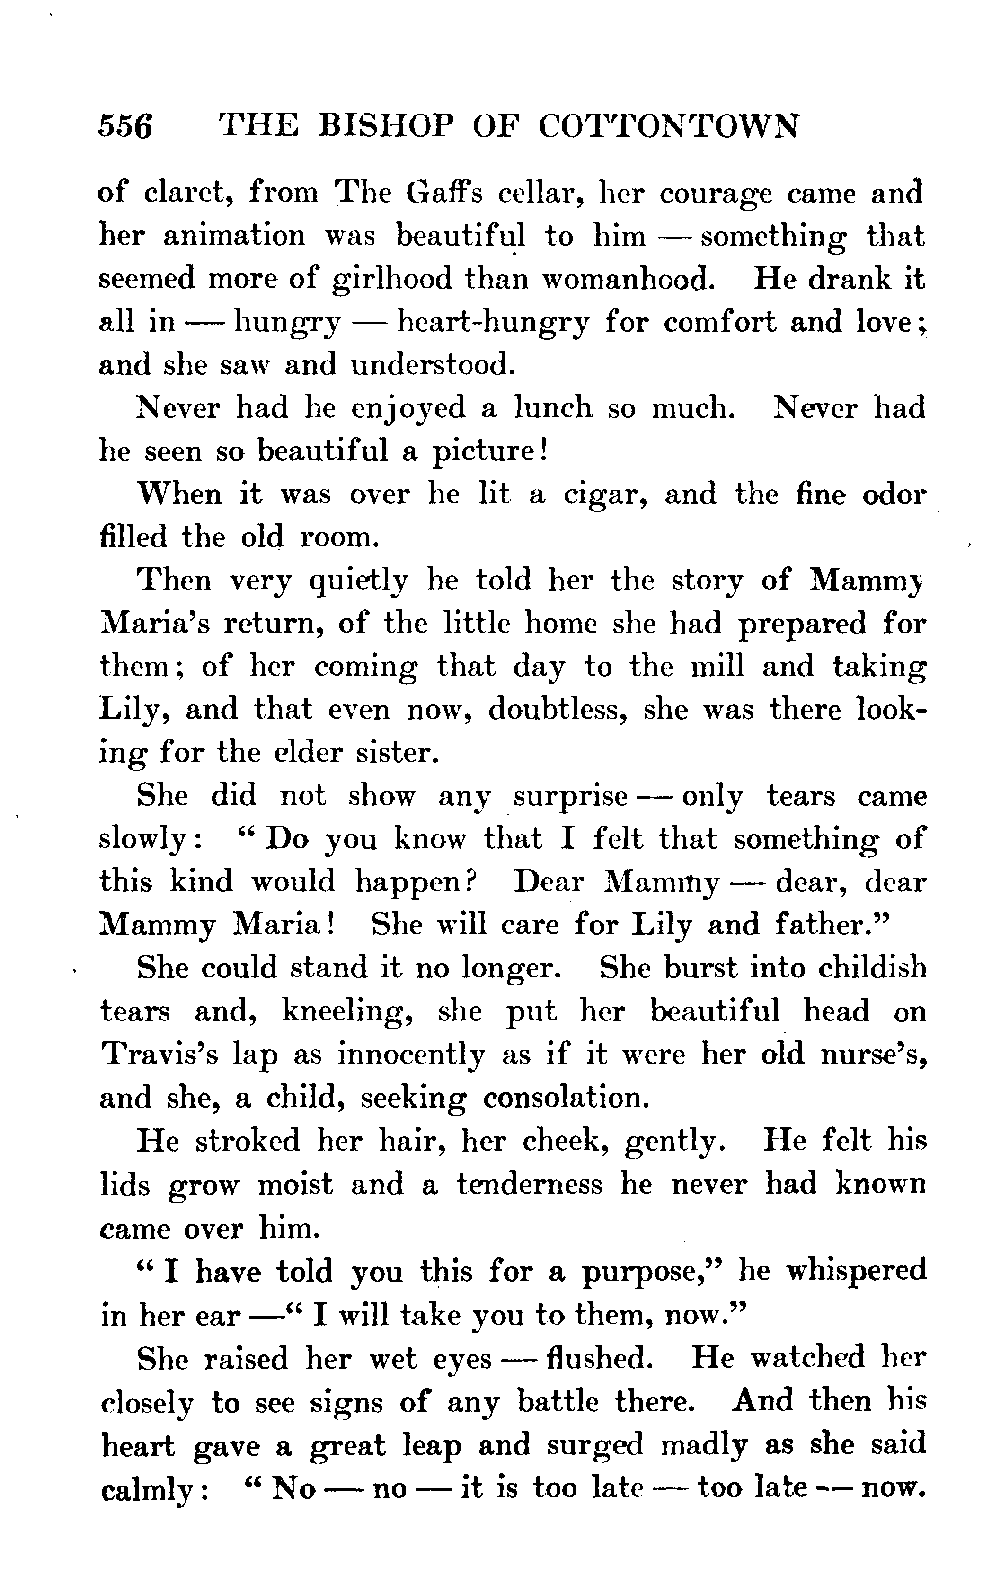 556 THE BISHOP OF COTTONTOWN
of claret, from The Gaffs cellar, her courage came and
her animation was beautiful to him — something that
seemed more of girlhood than womanhood. He drank it
all in — hungry — heart-hungry for comfort and love;
and she saw and understood.
Never had he enjoyed a lunch so much. Never had
he seen so beautiful a picture!
When it was over he lit a cigar, and the fine odor
filled the old room.
Then very quietly he told her the story of Mammy
Maria's return, of the little home she had prepared for
them; of her coming that day to the mill and taking
Lily, and that even now, doubtless, she was there look-
ing for the elder sister.
She did not show any surprise — only tears came
slowly: "Do you know that I felt that something of
this kind would happen? Dear Mammy — dear, dear
Mammy Maria! She will care for Lily and father."
She could stand it no longer. She burst into childish
tears and, kneeling, she put her beautiful head on
Travis's lap as innocently as if it were her old nurse's,
and she, a child, seeking consolation.
He stroked her hair, her cheek, gently. He felt his
lids grow moist and a tenderness he never had known
came over him.
"I have told you this for a purpose," he whispered
in her ear —"I will take you to them, now."
She raised her wet eyes — flushed. He watched her
closely to see signs of any battle there. And then his
heart gave a great leap and surged madly as she said
calmly: "No — no — it is too late — too late — now.